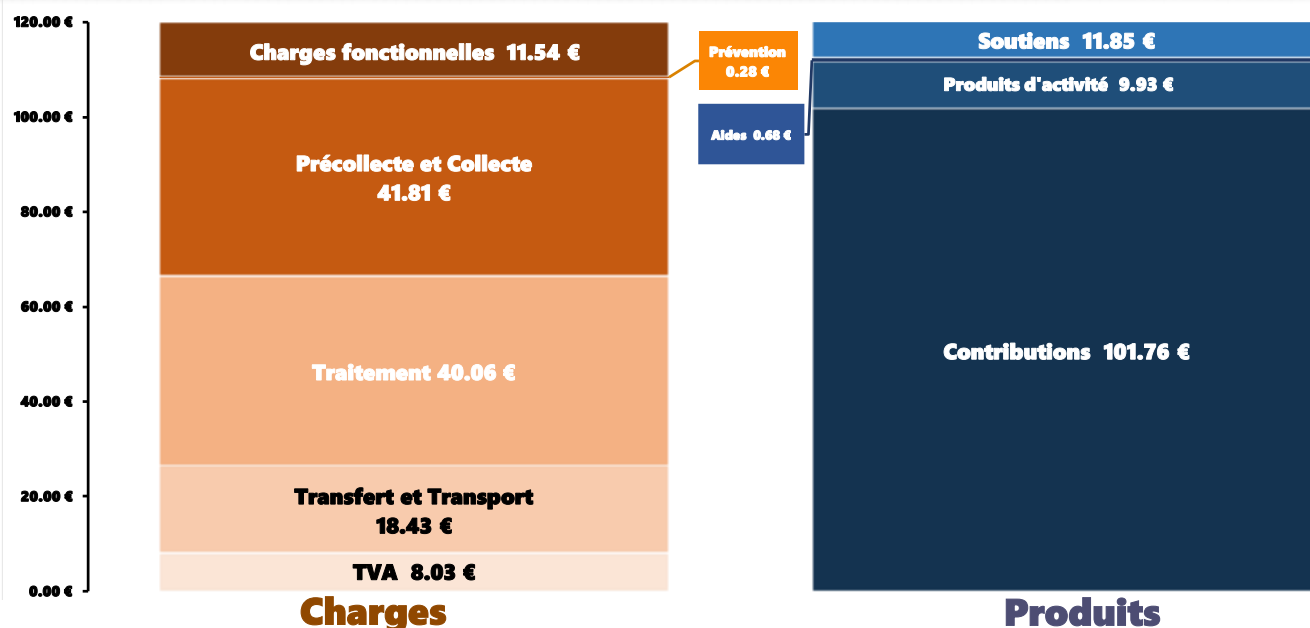 120.00 €
100.00 €
80.00 €
60.00 €
40.00 €
20.00 €
0.00 €
Charges fonctionnelles 11.54 €
Précollecte et Collecte
41.81 €
Traitement 40.06 €
Transfert et Transport
18.43 €
TVA 8.03 €
Charges
Prévention
0.28 €
Aides 0.68 €
Soutiens 11.85 €
Produits d'activité 9.93 €
Contributions 101.76 €
Produits